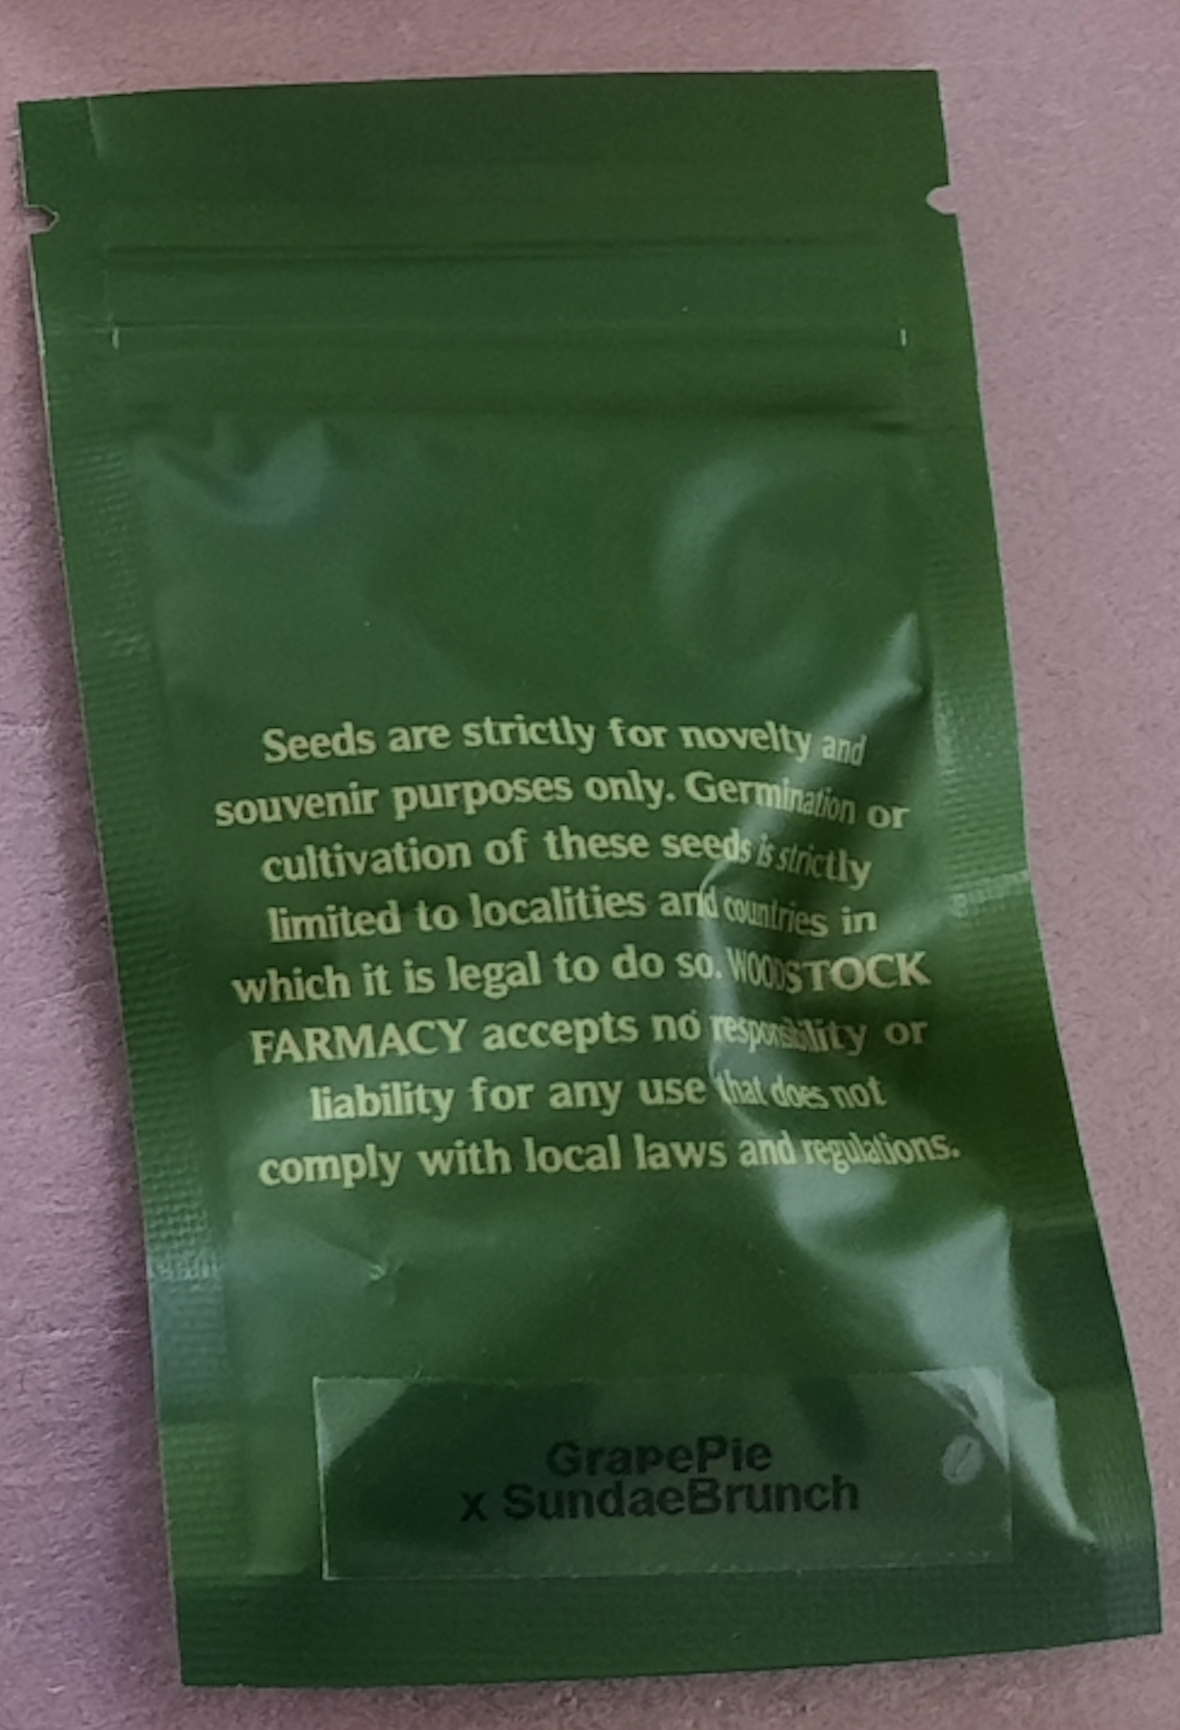 Seeds are strictly for novelty and
souvenir purposes only. Germination or
cultivation of these seeds is strictly
limited to localities and countries in
which it is legal to do so. WOODSTOCK
FARMACY accepts no responsibility or
liability for any use that does not
comply with local laws and regulations.
GrapePie
x SundaeBrunch